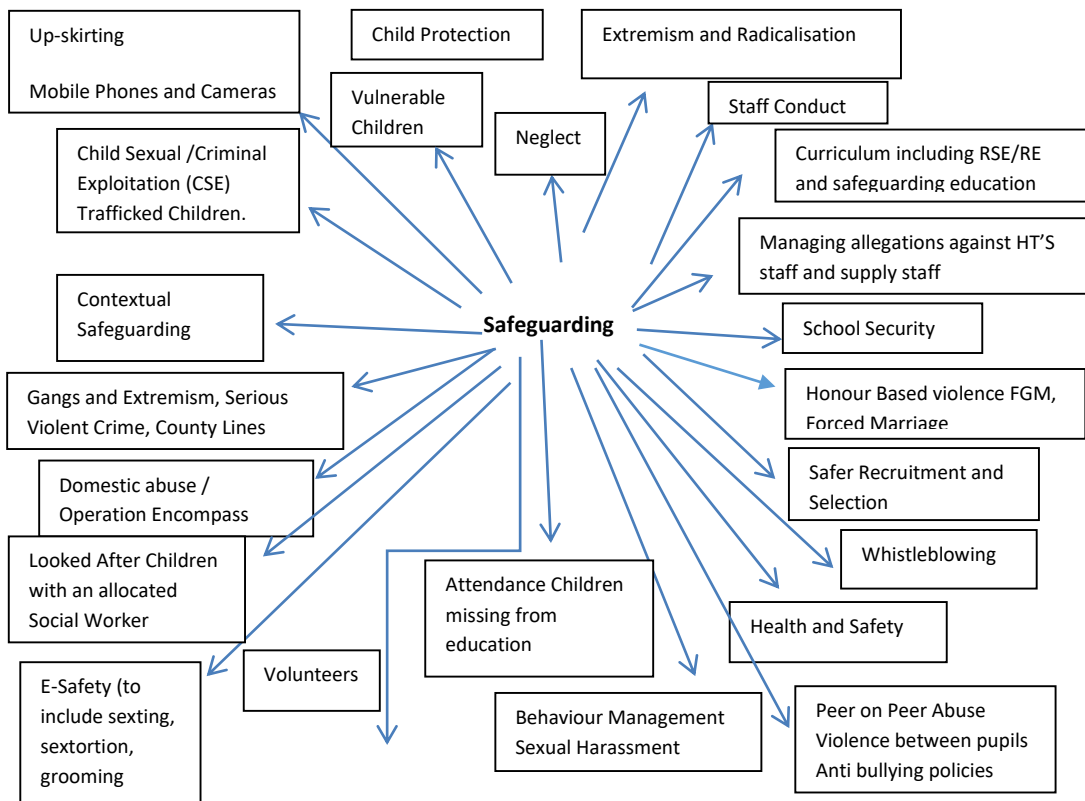 Up-skirting
Mobile Phones and Cameras
Child Protection
Extremism and Radicalisation
Vulnerable
Children
Neglect
Staff Conduct
Child Sexual /Criminal
Exploitation (CSE)
Trafficked Children.
Curriculum including RSE/RE
and safeguarding education
Managing allegations against HT’S
staff and supply staff
Contextual
Safeguarding
Safeguarding
School Security
Gangs and Extremism, Serious
Violent Crime, County Lines
Honour Based violence FGM,
Forced Marriage
Domestic abuse /
Operation Encompass
Safer Recruitment and
Selection
Looked After Children
with an allocated
Social Worker
Attendance Children
missing from
education
Whistleblowing
Health and Safety
E-Safety (to
include sexting,
sextortion,
grooming
Volunteers
Behaviour Management
Sexual Harassment
Peer on Peer Abuse
Violence between pupils
Anti bullying policies